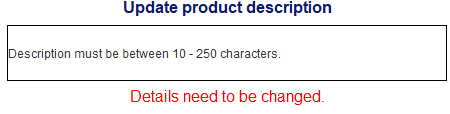 Update product description
Description must be between 10 - 250 characters.
Details need to be changed.